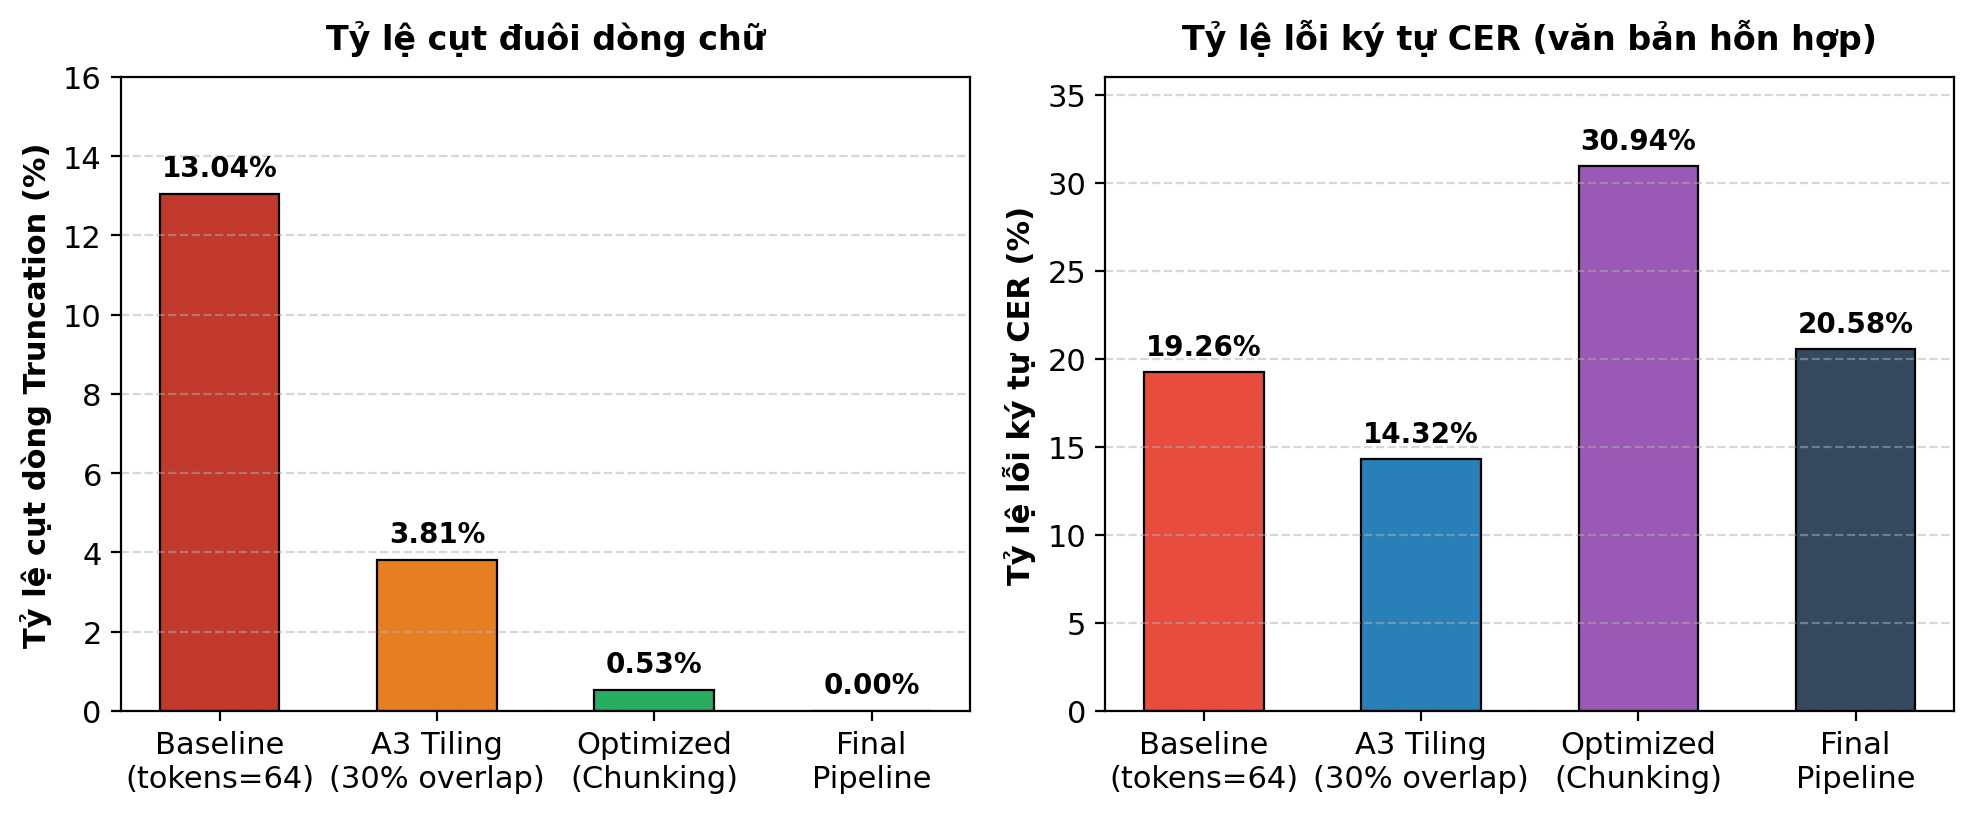 Tỷ lệ cụt đuôi dòng chữ
Tỷ lệ cụt dòng Truncation (%)
16
14
12
10
8
6
4
2
0
13.04%
3.81%
0.53%
0.00%
Baseline
(tokens=64)
A3 Tiling
(30% overlap)
Optimized
(Chunking)
Final
Pipeline
Tỷ lệ lỗi ký tự CER (văn bản hỗn hợp)
Tỷ lệ lỗi ký tự CER (%)
35
30
25
20
15
10
5
0
19.26%
14.32%
30.94%
20.58%
Baseline
(tokens=64)
A3 Tiling
(30% overlap)
Optimized
(Chunking)
Final
Pipeline